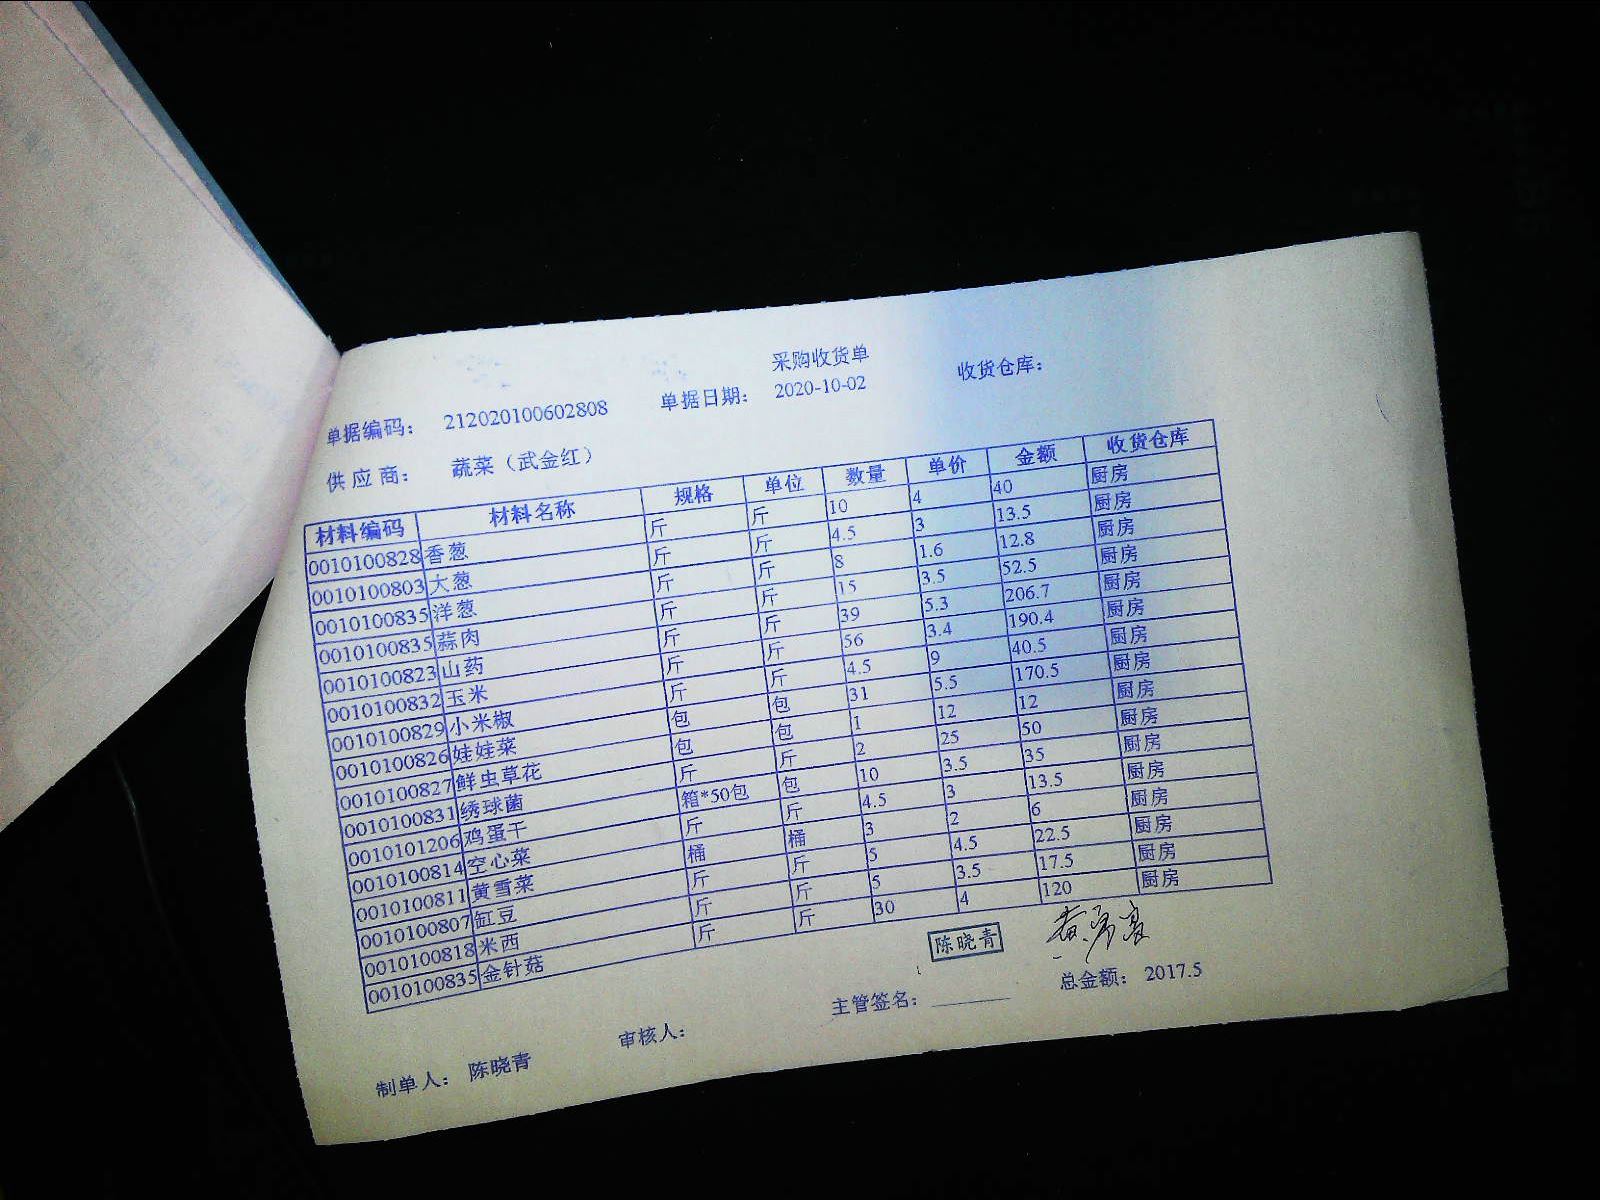 采购收货单
单据编码： 212020100602808 单据日期： 2020-10-02 收货仓库：
供应商： 蔬菜（武金红）
材料编码 材料名称 规格 单位 数量 单价 金额 收货仓库
0010100828 香葱 斤 斤 10 4 40 厨房
0010100803 大葱 斤 斤 4.5 3 13.5 厨房
0010100835 洋葱 斤 斤 8 1.6 12.8 厨房
0010100835 蒜肉 斤 斤 15 3.5 52.5 厨房
0010100823 山药 斤 斤 39 5.3 206.7 厨房
0010100832 玉米 斤 斤 56 3.4 190.4 厨房
0010100829 小米椒 斤 斤 4.5 9 40.5 厨房
0010100826 娃娃菜 包 包 31 5.5 170.5 厨房
0010100827 鲜虫草花 包 包 1 12 12 厨房
0010100831 绣球菌 斤 斤 2 25 50 厨房
0010101206 鸡蛋干 箱*50包 包 10 3.5 35 厨房
0010100814 空心菜 斤 斤 4.5 3 13.5 厨房
0010100811 黄雪菜 桶 桶 3 2 6 厨房
0010100807 缸豆 斤 斤 5 4.5 22.5 厨房
0010100818 米西 斤 斤 5 3.5 17.5 厨房
0010100835 金针菇 斤 斤 30 4 120 厨房
陈晓青
制单人： 陈晓青 审核人： 主管签名： 总金额： 2017.5